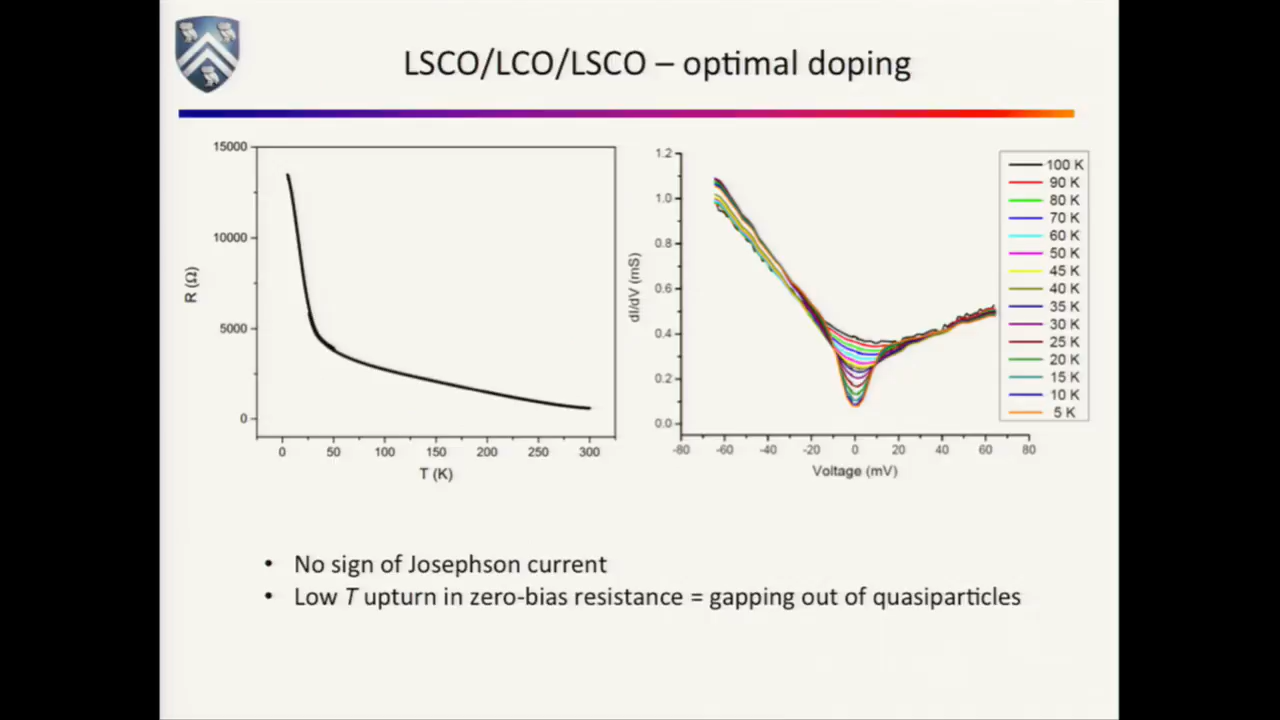 LSCO/LCO/LSCO – optimal doping
15000
10000
5000
0
R (Ω)
0 50 100 150 200 250 300
T (K)
1.2
1.0
0.8
0.6
0.4
0.2
0.0
dI/dV (mS)
-80 -60 -40 -20 0 20 40 60 80
Voltage (mV)
100 K
90 K
80 K
70 K
60 K
50 K
45 K
40 K
35 K
30 K
25 K
20 K
15 K
10 K
5 K
• No sign of Josephson current
• Low T upturn in zero-bias resistance = gapping out of quasiparticles